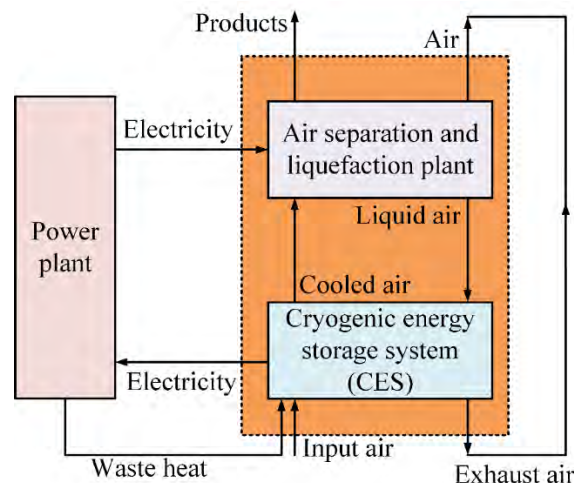 Products
Air
Electricity
Air separation and
liquefaction plant
Power
plant
Liquid air
Cooled air
Cryogenic energy
storage system
(CES)
Electricity
Input air
Waste heat
Exhaust air